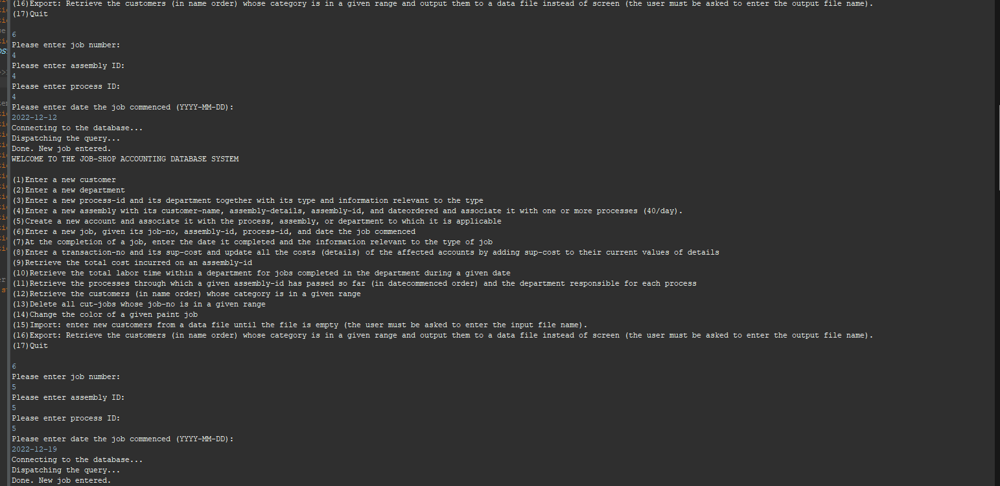 (16)Export: Retrieve the customers (in name order) whose category is in a given range and output them to a data file instead of screen (the user must be asked to enter the output file name).
(17)Quit
6
Please enter job number:
4
Please enter assembly ID:
4
Please enter process ID:
4
Please enter date the job commenced (YYYY-MM-DD):
2022-12-12
Connecting to the database...
Dispatching the query...
Done. New job entered.
WELCOME TO THE JOB-SHOP ACCOUNTING DATABASE SYSTEM
(1)Enter a new customer
(2)Enter a new department
(3)Enter a new process-id and its department together with its type and information relevant to the type
(4)Enter a new assembly with its customer-name, assembly-details, assembly-id, and dateordered and associate it with one or more processes (40/day).
(5)Create a new account and associate it with the process, assembly, or department to which it is applicable
(6)Enter a new job, given its job-no, assembly-id, process-id, and date the job commenced
(7)At the completion of a job, enter the date it completed and the information relevant to the type of job
(8)Enter a transaction-no and its sup-cost and update all the costs (details) of the affected accounts by adding sup-cost to their current values of details
(9)Retrieve the total cost incurred on an assembly-id
(10)Retrieve the total labor time within a department for jobs completed in the department during a given date
(11)Retrieve the processes through which a given assembly-id has passed so far (in datecommenced order) and the department responsible for each process
(12)Retrieve the customers (in name order) whose category is in a given range
(13)Delete all cut-jobs whose job-no is in a given range
(14)Change the color of a given paint job
(15)Import: enter new customers from a data file until the file is empty (the user must be asked to enter the input file name).
(16)Export: Retrieve the customers (in name order) whose category is in a given range and output them to a data file instead of screen (the user must be asked to enter the output file name).
(17)Quit
6
Please enter job number:
5
Please enter assembly ID:
5
Please enter process ID:
5
Please enter date the job commenced (YYYY-MM-DD):
2022-12-19
Connecting to the database...
Dispatching the query...
Done. New job entered.